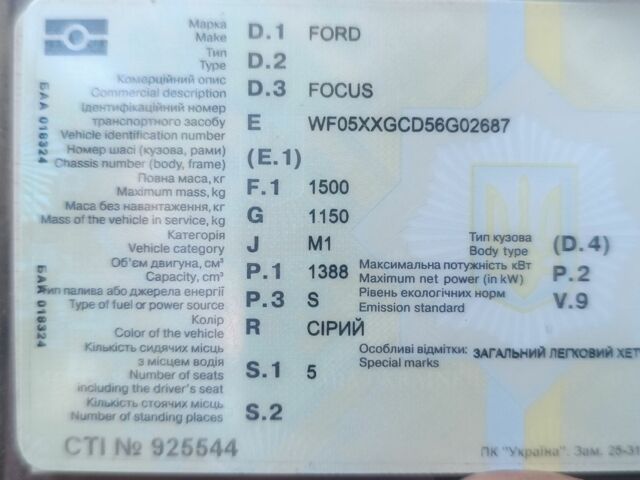 Марка
Make D.1 FORD
Тип
Type D.2
Комерційний опис
Commercial description D.3 FOCUS
Ідентифікаційний номер
транспортного засобу
Vehicle identification number E WF05XXGCD56G02687
Номер шасі (кузова, рами)
Chassis number (body, frame) (E.1)
Повна маса, кг
Maximum mass, kg F.1 1500
Маса без навантаження, кг
Mass of the vehicle in service, kg G 1150
Категорія
Vehicle category J M1
Тип кузова
Body type (D.4)
Об'єм двигуна, см³
Capacity, cm³ P.1 1388
Максимальна потужність кВт
Maximum net power (in kW) P.2
Тип палива або джерела енергії
Type of fuel or power source P.3 S
Рівень екологічних норм
Emission standard V.9
Колір
Color of the vehicle R СІРИЙ
Кількість сидячих місць
з місцем водія
Number of seats
including the driver's seat S.1 5
Особливі відмітки: ЗАГАЛЬНИЙ ЛЕГКОВИЙ ХЕТ
Special marks
Кількість стоячих місць
Number of standing places S.2
СТІ № 925544
ПК "Україна". Зам. 25-31
БАА 018324
БАА 018324